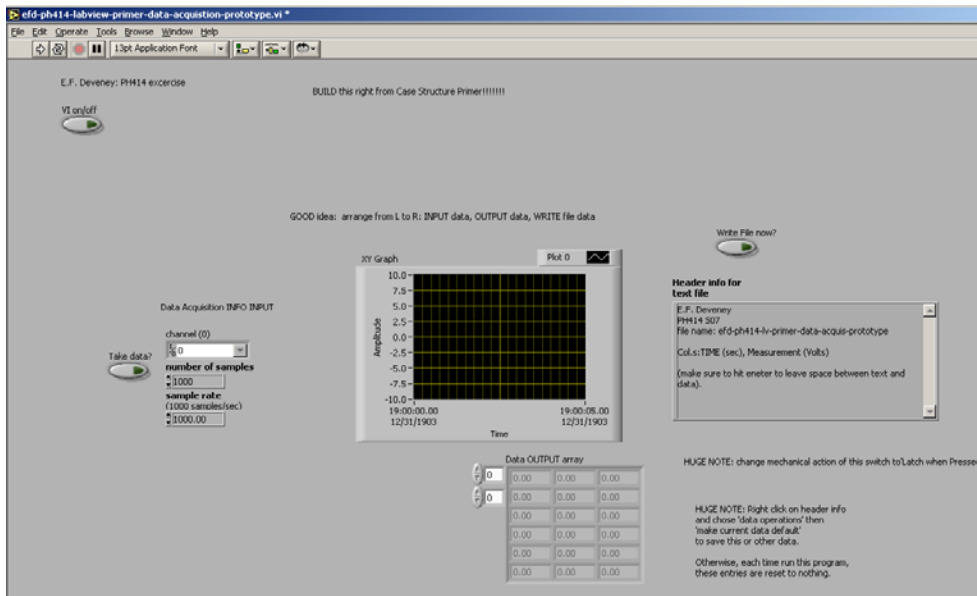 efd-ph414-labview-primer-data-acquistion-prototype.vi *
File Edit Operate Tools Browse Window Help
13pt Application Font
E.F. Deveney: PH414 excercise
BUILD this right from Case Structure Primer!!!!!!!
VI on/off
GOOD idea: arrange from L to R: INPUT data, OUTPUT data, WRITE file data
Write File now?
XY Graph
Plot 0
10.0
7.5
5.0
2.5
0.0
-2.5
-5.0
-7.5
-10.0
Amplitude
19:00:00.00
12/31/1903
19:00:05.00
12/31/1903
Time
Data Acquisition INFO INPUT
Take data?
channel (0)
0
number of samples
1000
sample rate
(1000 samples/sec)
1000.00
Header info for
text file
E.F. Deveney
PH414 S07
file name: efd-ph414-lv-primer-data-acquis-prototype
Col.s:TIME (sec), Measurement (Volts)
(make sure to hit eneter to leave space between text and
data).
Data OUTPUT array
0
0
0.00 0.00 0.00
0.00 0.00 0.00
0.00 0.00 0.00
0.00 0.00 0.00
0.00 0.00 0.00
0.00 0.00 0.00
HUGE NOTE: change mechanical action of this switch to'Latch when Presse
HUGE NOTE: Right click on header info
and chose 'data operations' then
'make current data default'
to save this or other data.
Otherwise, each time run this program,
these entries are reset to nothing.